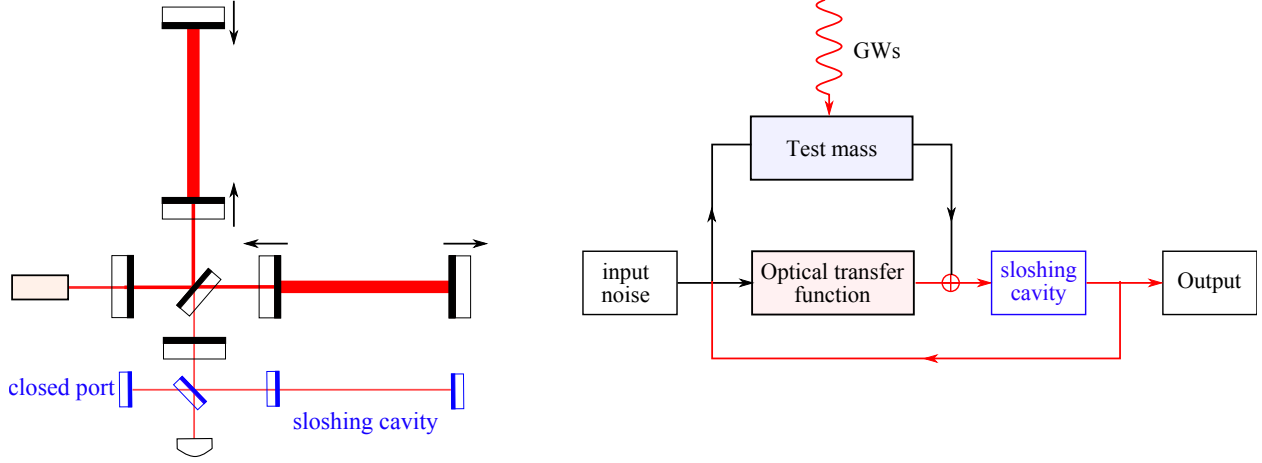 closed port
sloshing cavity
GWs
Test mass
input
noise
Optical transfer
function
sloshing
cavity
Output